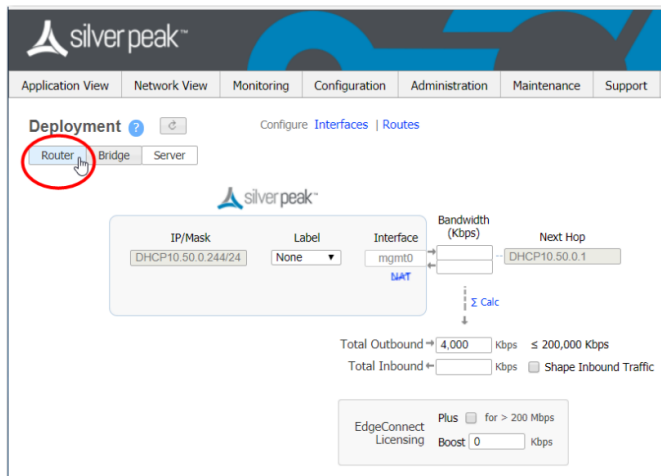 silver peak™
Application View Network View Monitoring Configuration Administration Maintenance Support
Deployment ? Configure Interfaces | Routes
Router Bridge Server
silver peak™
Bandwidth
(Kbps)
IP/Mask Label Interface Next Hop
DHCP10.50.0.244/24 None mgmt0 DHCP10.50.0.1
NAT
Σ Calc
Total Outbound 4,000 Kbps ≤ 200,000 Kbps
Total Inbound Kbps Shape Inbound Traffic
EdgeConnect
Licensing
Plus for > 200 Mbps
Boost 0 Kbps